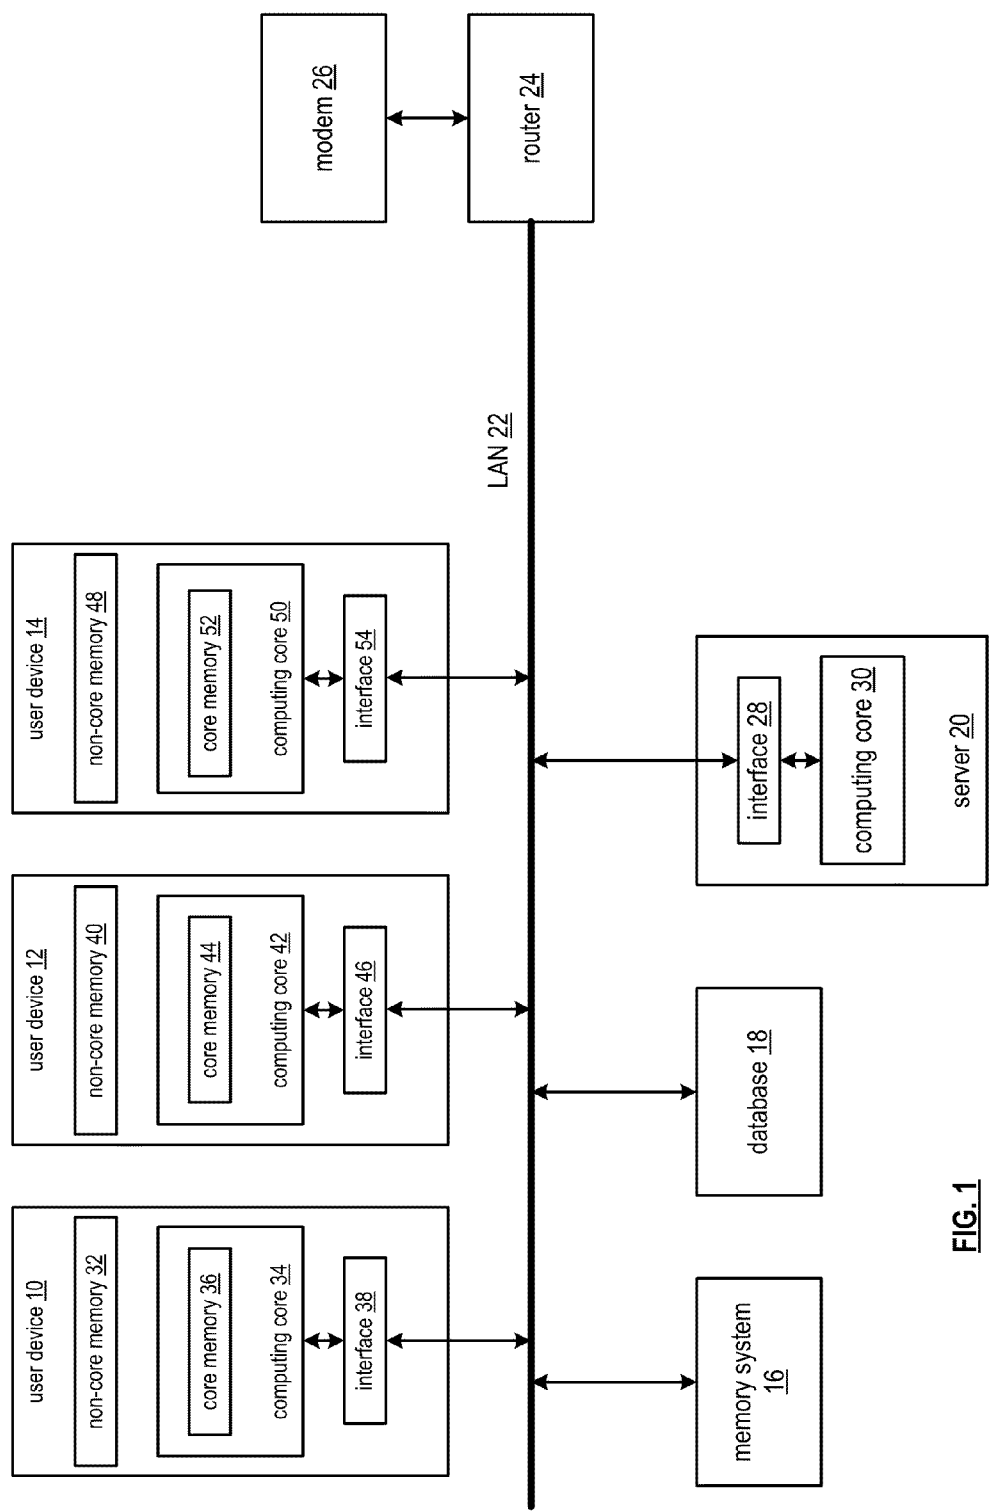 user device 10
non-core memory 32
core memory 36
computing core 34
interface 38
user device 12
non-core memory 40
core memory 44
computing core 42
interface 46
user device 14
non-core memory 48
core memory 52
computing core 50
interface 54
modem 26
router 24
LAN 22
memory system
16
database 18
interface 28
computing core 30
server 20
FIG. 1